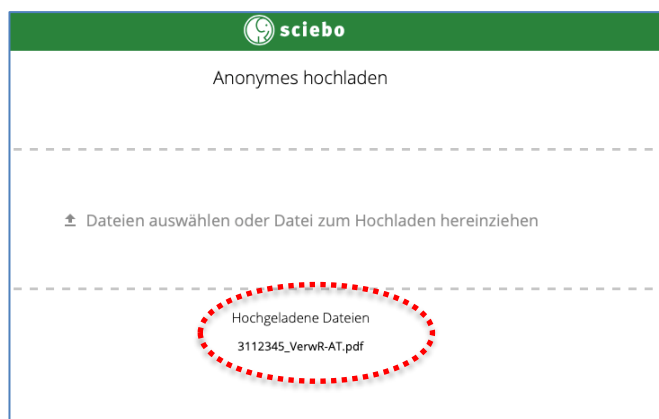 sciebo
Anonymes hochladen
Dateien auswählen oder Datei zum Hochladen hereinziehen
Hochgeladene Dateien
3112345_VerwR-AT.pdf